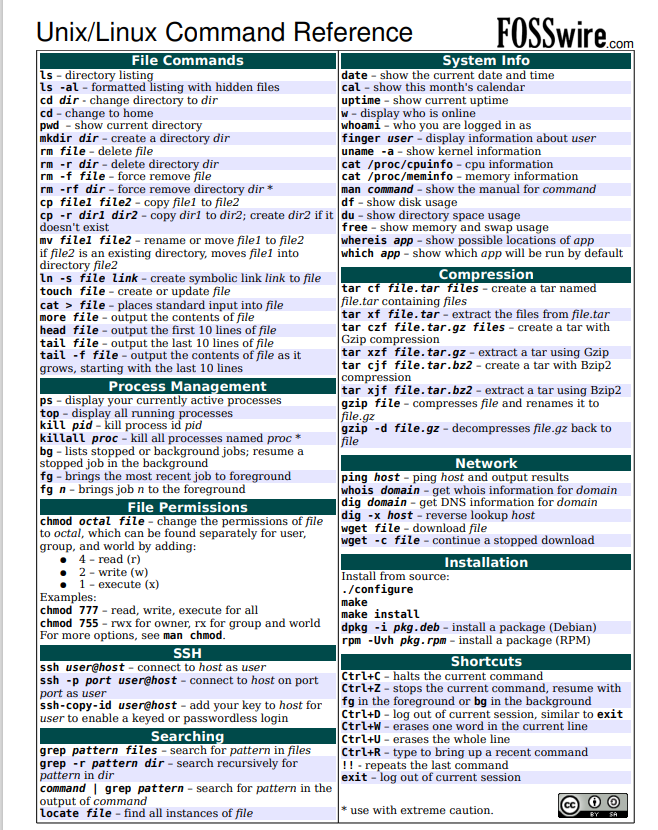 Unix/Linux Command Reference
FOSSwire.com
File Commands
ls – directory listing
ls -al – formatted listing with hidden files
cd dir - change directory to dir
cd – change to home
pwd – show current directory
mkdir dir – create a directory dir
rm file – delete file
rm -r dir – delete directory dir
rm -f file – force remove file
rm -rf dir – force remove directory dir *
cp file1 file2 – copy file1 to file2
cp -r dir1 dir2 – copy dir1 to dir2; create dir2 if it
doesn't exist
mv file1 file2 – rename or move file1 to file2
if file2 is an existing directory, moves file1 into
directory file2
ln -s file link – create symbolic link link to file
touch file – create or update file
cat > file – places standard input into file
more file – output the contents of file
head file – output the first 10 lines of file
tail file – output the last 10 lines of file
tail -f file – output the contents of file as it
grows, starting with the last 10 lines
Process Management
ps – display your currently active processes
top – display all running processes
kill pid – kill process id pid
killall proc – kill all processes named proc *
bg – lists stopped or background jobs; resume a
stopped job in the background
fg – brings the most recent job to foreground
fg n – brings job n to the foreground
File Permissions
chmod octal file – change the permissions of file
to octal, which can be found separately for user,
group, and world by adding:
● 4 – read (r)
● 2 – write (w)
● 1 – execute (x)
Examples:
chmod 777 – read, write, execute for all
chmod 755 – rwx for owner, rx for group and world
For more options, see man chmod.
SSH
ssh user@host – connect to host as user
ssh -p port user@host – connect to host on port
port as user
ssh-copy-id user@host – add your key to host for
user to enable a keyed or passwordless login
Searching
grep pattern files – search for pattern in files
grep -r pattern dir – search recursively for
pattern in dir
command | grep pattern – search for pattern in the
output of command
locate file – find all instances of file
System Info
date – show the current date and time
cal – show this month's calendar
uptime – show current uptime
w – display who is online
whoami – who you are logged in as
finger user – display information about user
uname -a – show kernel information
cat /proc/cpuinfo – cpu information
cat /proc/meminfo – memory information
man command – show the manual for command
df – show disk usage
du – show directory space usage
free – show memory and swap usage
whereis app – show possible locations of app
which app – show which app will be run by default
Compression
tar cf file.tar files – create a tar named
file.tar containing files
tar xf file.tar – extract the files from file.tar
tar czf file.tar.gz files – create a tar with
Gzip compression
tar xzf file.tar.gz – extract a tar using Gzip
tar cjf file.tar.bz2 – create a tar with Bzip2
compression
tar xjf file.tar.bz2 – extract a tar using Bzip2
gzip file – compresses file and renames it to
file.gz
gzip -d file.gz – decompresses file.gz back to
file
Network
ping host – ping host and output results
whois domain – get whois information for domain
dig domain – get DNS information for domain
dig -x host – reverse lookup host
wget file – download file
wget -c file – continue a stopped download
Installation
Install from source:
./configure
make
make install
dpkg -i pkg.deb – install a package (Debian)
rpm -Uvh pkg.rpm – install a package (RPM)
Shortcuts
Ctrl+C – halts the current command
Ctrl+Z – stops the current command, resume with
fg in the foreground or bg in the background
Ctrl+D – log out of current session, similar to exit
Ctrl+W – erases one word in the current line
Ctrl+U – erases the whole line
Ctrl+R – type to bring up a recent command
!! - repeats the last command
exit – log out of current session
* use with extreme caution.
cc BY SA